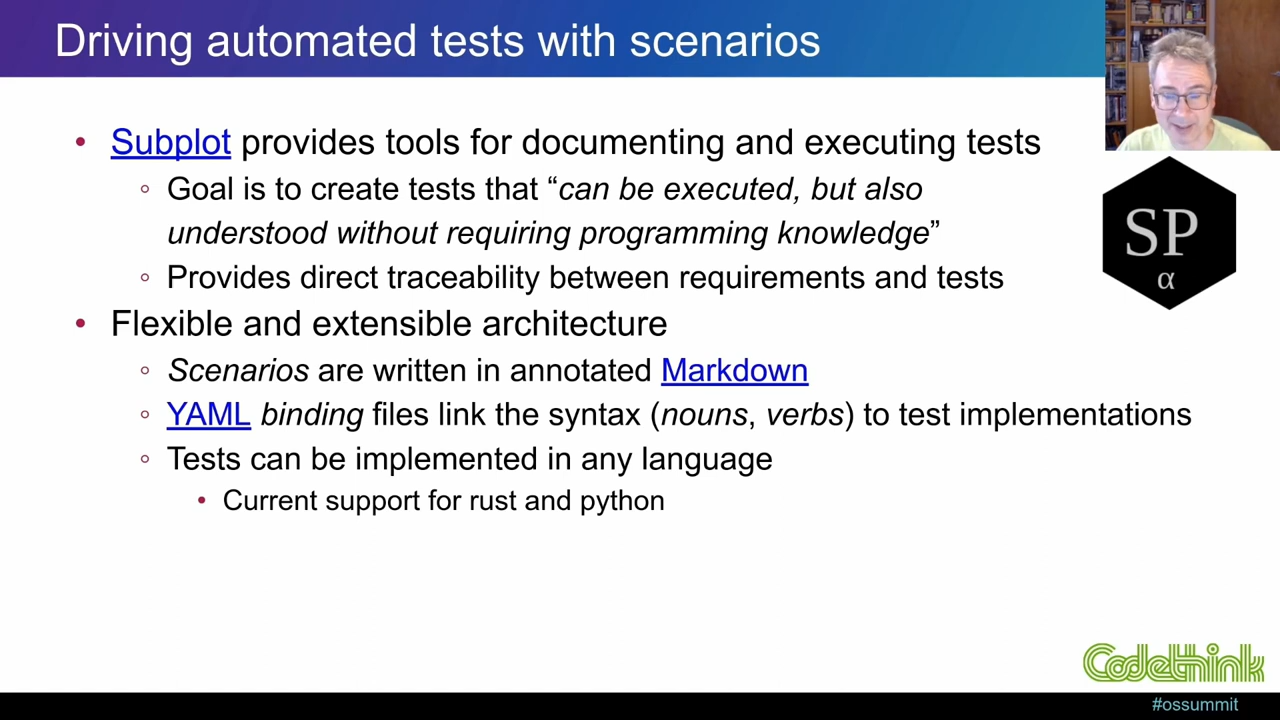 Driving automated tests with scenarios
• Subplot provides tools for documenting and executing tests
◦ Goal is to create tests that “can be executed, but also
understood without requiring programming knowledge”
◦ Provides direct traceability between requirements and tests
• Flexible and extensible architecture
◦ Scenarios are written in annotated Markdown
◦ YAML binding files link the syntax (nouns, verbs) to test implementations
◦ Tests can be implemented in any language
• Current support for rust and python
SP
α
Codethink
#ossummit